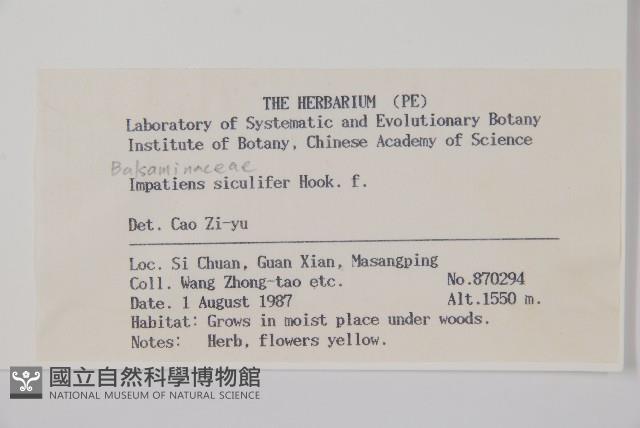 THE HERBARIUM (PE)
Laboratory of Systematic and Evolutionary Botany
Institute of Botany, Chinese Academy of Science
Balsaminaceae
Impatiens siculifer Hook. f.
Det. Cao Zi-yu
Loc. Si Chuan, Guan Xian, Masangping
Coll. Wang Zhong-tao etc. No.870294
Date. 1 August 1987 Alt.1550 m.
Habitat: Grows in moist place under woods.
Notes: Herb, flowers yellow.
國立自然科學博物館
NATIONAL MUSEUM OF NATURAL SCIENCE